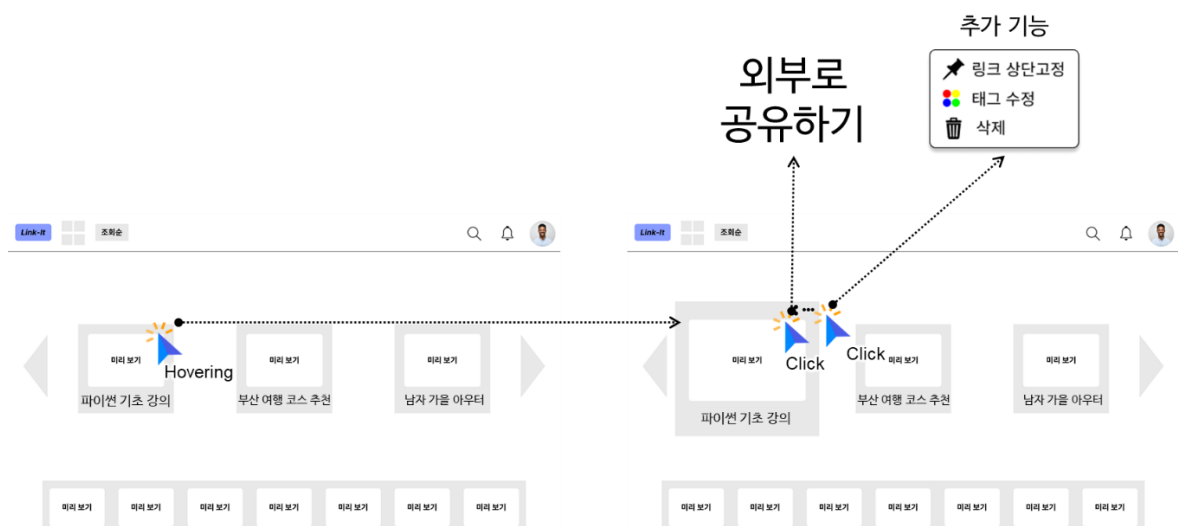 추가 기능
외부로
공유하기
링크 상단고정
태그 수정
삭제
Link-It
조회순
미리 보기
미리 보기
미리 보기
Hovering
파이썬 기초 강의
부산 여행 코스 추천
남자 가을 아우터
미리 보기
미리 보기
미리 보기
미리 보기
미리 보기
미리 보기
미리 보기
Link-It
조회순
...
미리 보기
Click
Click
미리 보기
미리 보기
파이썬 기초 강의
부산 여행 코스 추천
남자 가을 아우터
미리 보기
미리 보기
미리 보기
미리 보기
미리 보기
미리 보기
미리 보기